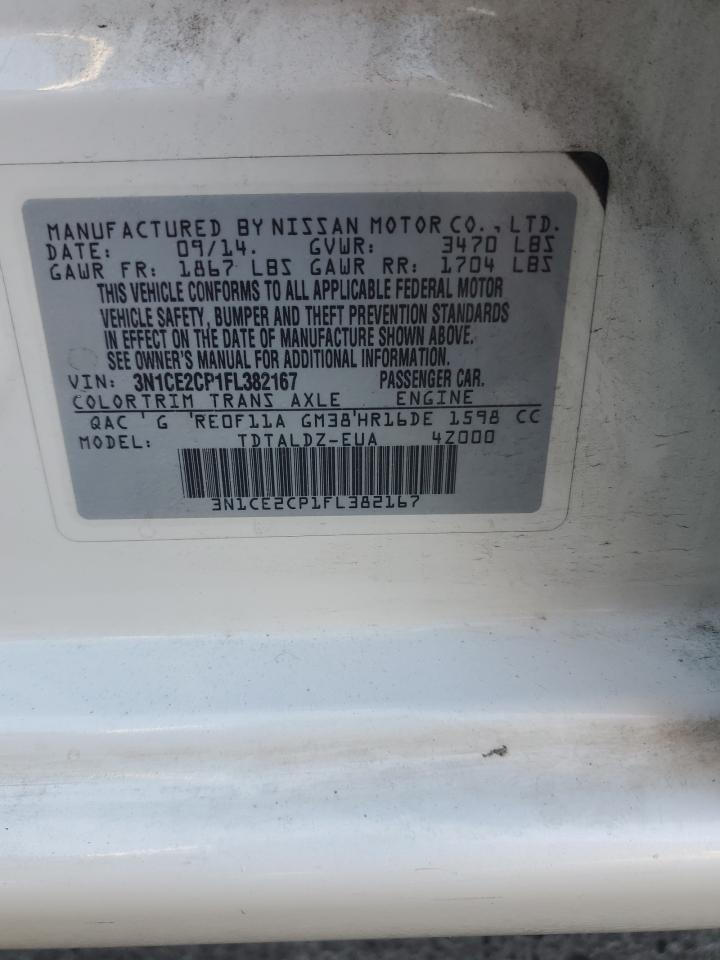 MANUFACTURED BY NISSAN MOTOR CO., LTD.
DATE: 09/14. GVWR: 3470 LBS
GAWR FR: 1867 LBS GAWR RR: 1704 LBS
THIS VEHICLE CONFORMS TO ALL APPLICABLE FEDERAL MOTOR
VEHICLE SAFETY, BUMPER AND THEFT PREVENTION STANDARDS
IN EFFECT ON THE DATE OF MANUFACTURE SHOWN ABOVE.
SEE OWNER'S MANUAL FOR ADDITIONAL INFORMATION.
VIN: 3N1CE2CP1FL382167 PASSENGER CAR.
COLORTRIM TRANS AXLE ENGINE
QAC ' G 'RE0F11A GM38'HR16DE 1598 CC
MODEL: TDTALDZ-EUA 4Z000
3N1CE2CP1FL382167